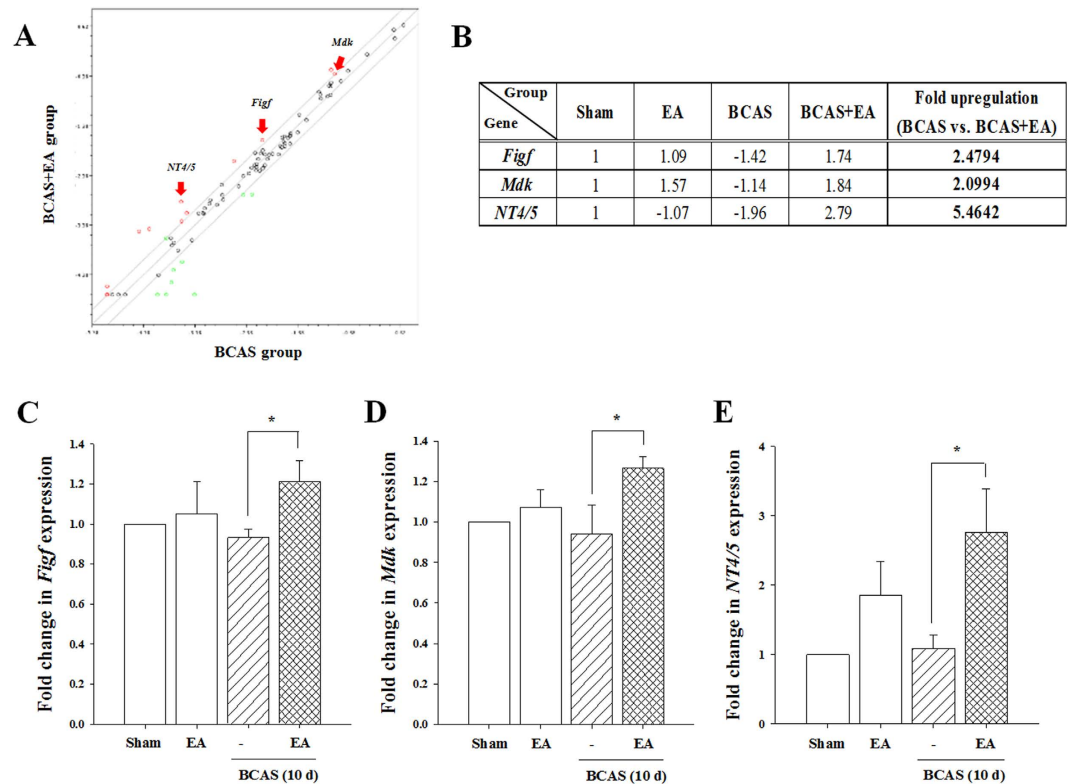 A
BCAS+EA group
BCAS group
NT4/5
Figf
Mdk
B
Group
Gene
Sham EA BCAS BCAS+EA Fold upregulation
(BCAS vs. BCAS+EA)
Figf 1 1.09 -1.42 1.74 2.4794
Mdk 1 1.57 -1.14 1.84 2.0994
NT4/5 1 -1.07 -1.96 2.79 5.4642
C
Fold change in Figf expression
1.4
1.2
1.0
0.8
0.6
0.4
0.2
0.0
*
Sham EA - EA
BCAS (10 d)
D
Fold change in Mdk expression
1.4
1.2
1.0
0.8
0.6
0.4
0.2
0.0
*
Sham EA - EA
BCAS (10 d)
E
Fold change in NT4/5 expression
4
3
2
1
0
*
Sham EA - EA
BCAS (10 d)